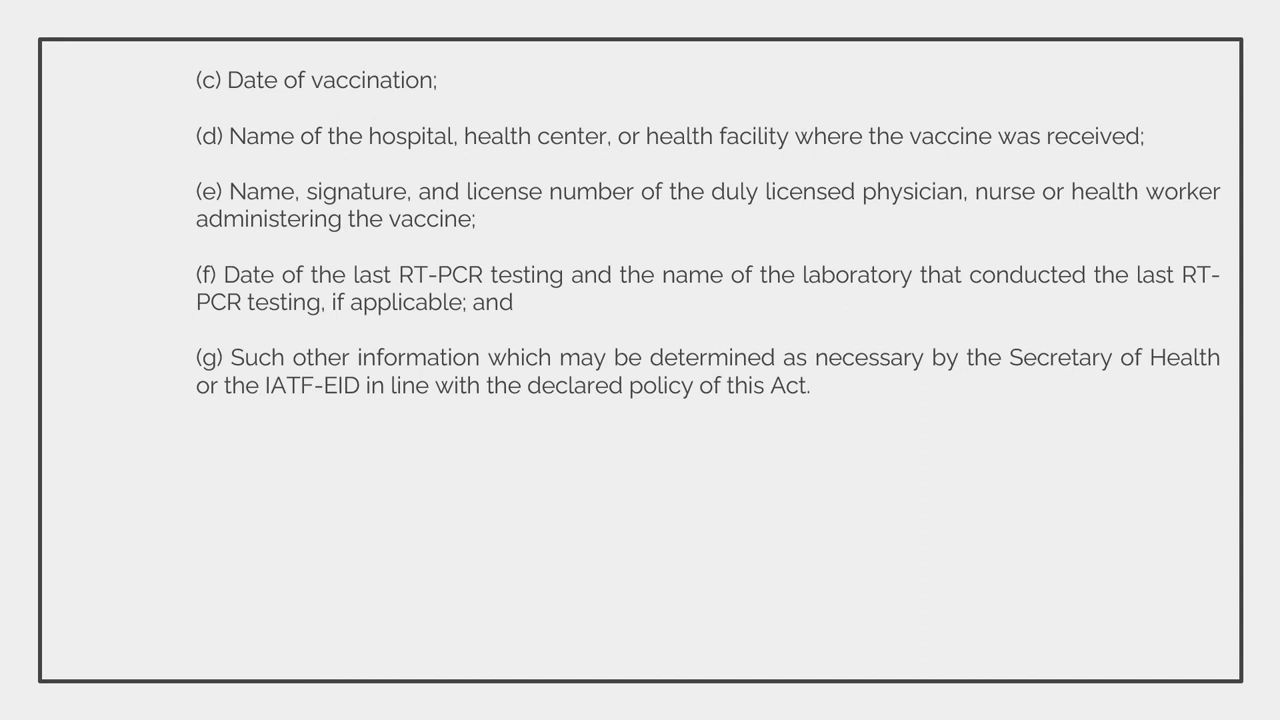 (c) Date of vaccination;
(d) Name of the hospital, health center, or health facility where the vaccine was received;
(e) Name, signature, and license number of the duly licensed physician, nurse or health worker
administering the vaccine;
(f) Date of the last RT-PCR testing and the name of the laboratory that conducted the last RT-
PCR testing, if applicable; and
(g) Such other information which may be determined as necessary by the Secretary of Health
or the IATF-EID in line with the declared policy of this Act.